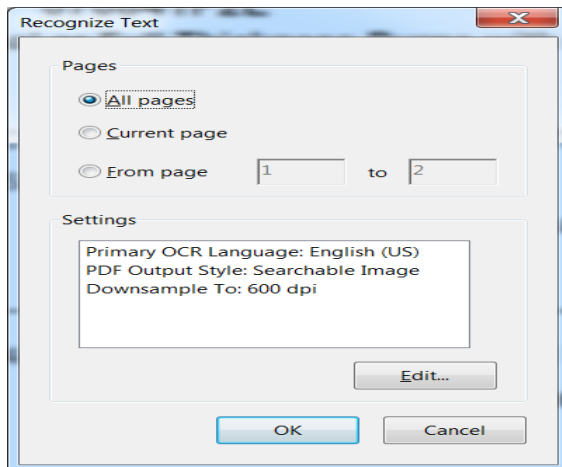 Recognize Text
Pages
All pages
Current page
From page 1 to 2
Settings
Primary OCR Language: English (US)
PDF Output Style: Searchable Image
Downsample To: 600 dpi
Edit...
OK Cancel